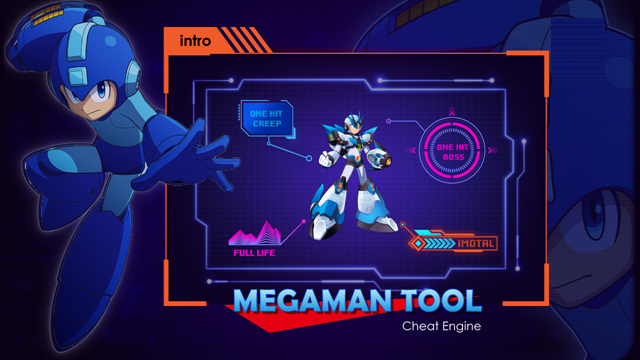 intro
ONE HIT
CREEP
ONE HIT
BOSS
FULL LIFE
IMOTAL
MEGAMAN TOOL
Cheat Engine